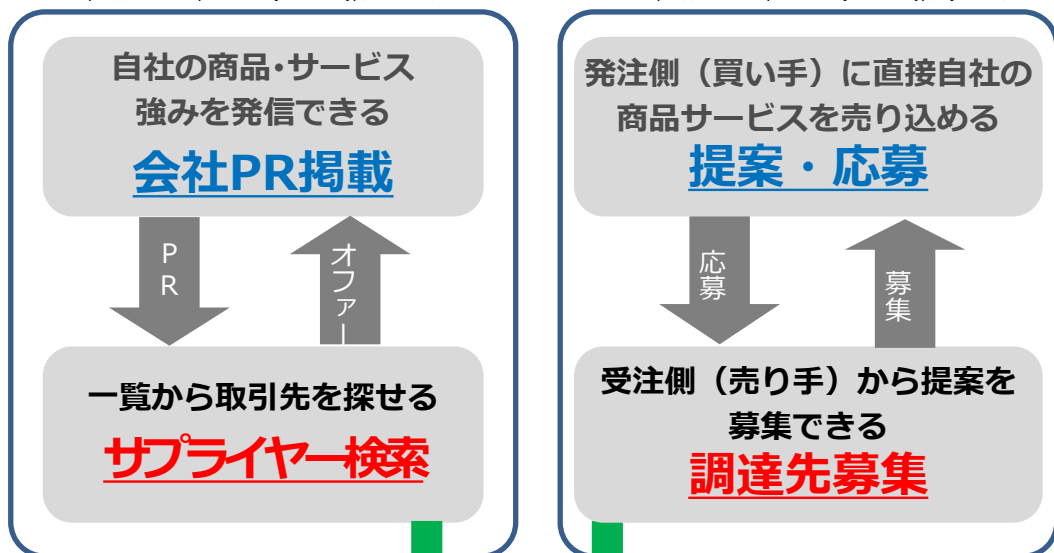 自社の商品・サービス
強みを発信できる
会社PR掲載
PR
オファー
一覧から取引先を探せる
サプライヤー検索
発注側（買い手）に直接自社の
商品サービスを売り込める
提案・応募
応募
募集
受注側（売り手）から提案を
募集できる
調達先募集